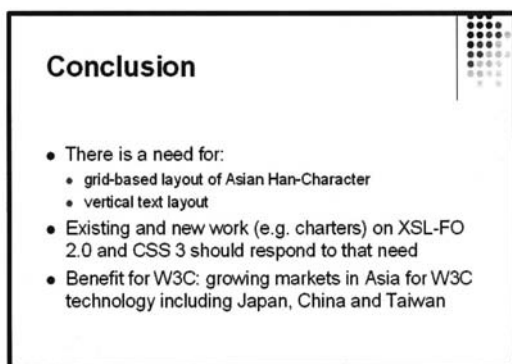 Conclusion
• There is a need for:
• grid-based layout of Asian Han-Character
• vertical text layout
• Existing and new work (e.g. charters) on XSL-FO
2.0 and CSS 3 should respond to that need
• Benefit for W3C: growing markets in Asia for W3C
technology including Japan, China and Taiwan